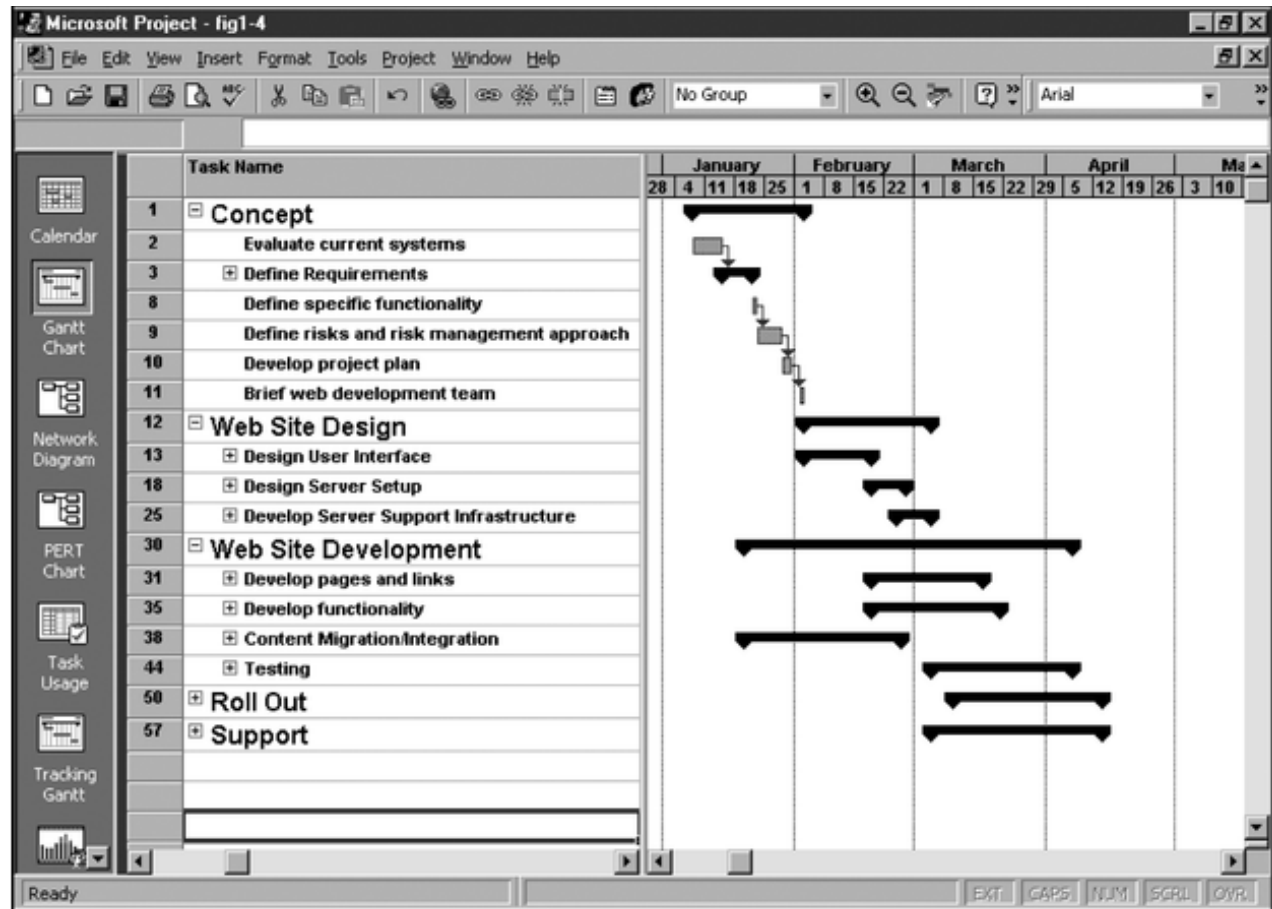 Microsoft Project - fig1-4
File Edit View Insert Format Tools Project Window Help
No Group Arial
Task Name
January February March April Ma
28 4 11 18 25 1 8 15 22 1 8 15 22 29 5 12 19 26 3 10
1 Concept
2 Evaluate current systems
3 Define Requirements
8 Define specific functionality
9 Define risks and risk management approach
10 Develop project plan
11 Brief web development team
12 Web Site Design
13 Design User Interface
18 Design Server Setup
25 Develop Server Support Infrastructure
30 Web Site Development
31 Develop pages and links
35 Develop functionality
38 Content Migration/Integration
44 Testing
50 Roll Out
57 Support
Calendar
Gantt
Chart
Network
Diagram
PERT
Chart
Task
Usage
Tracking
Gantt
Ready EXT CAPS NUM SCRL OVR